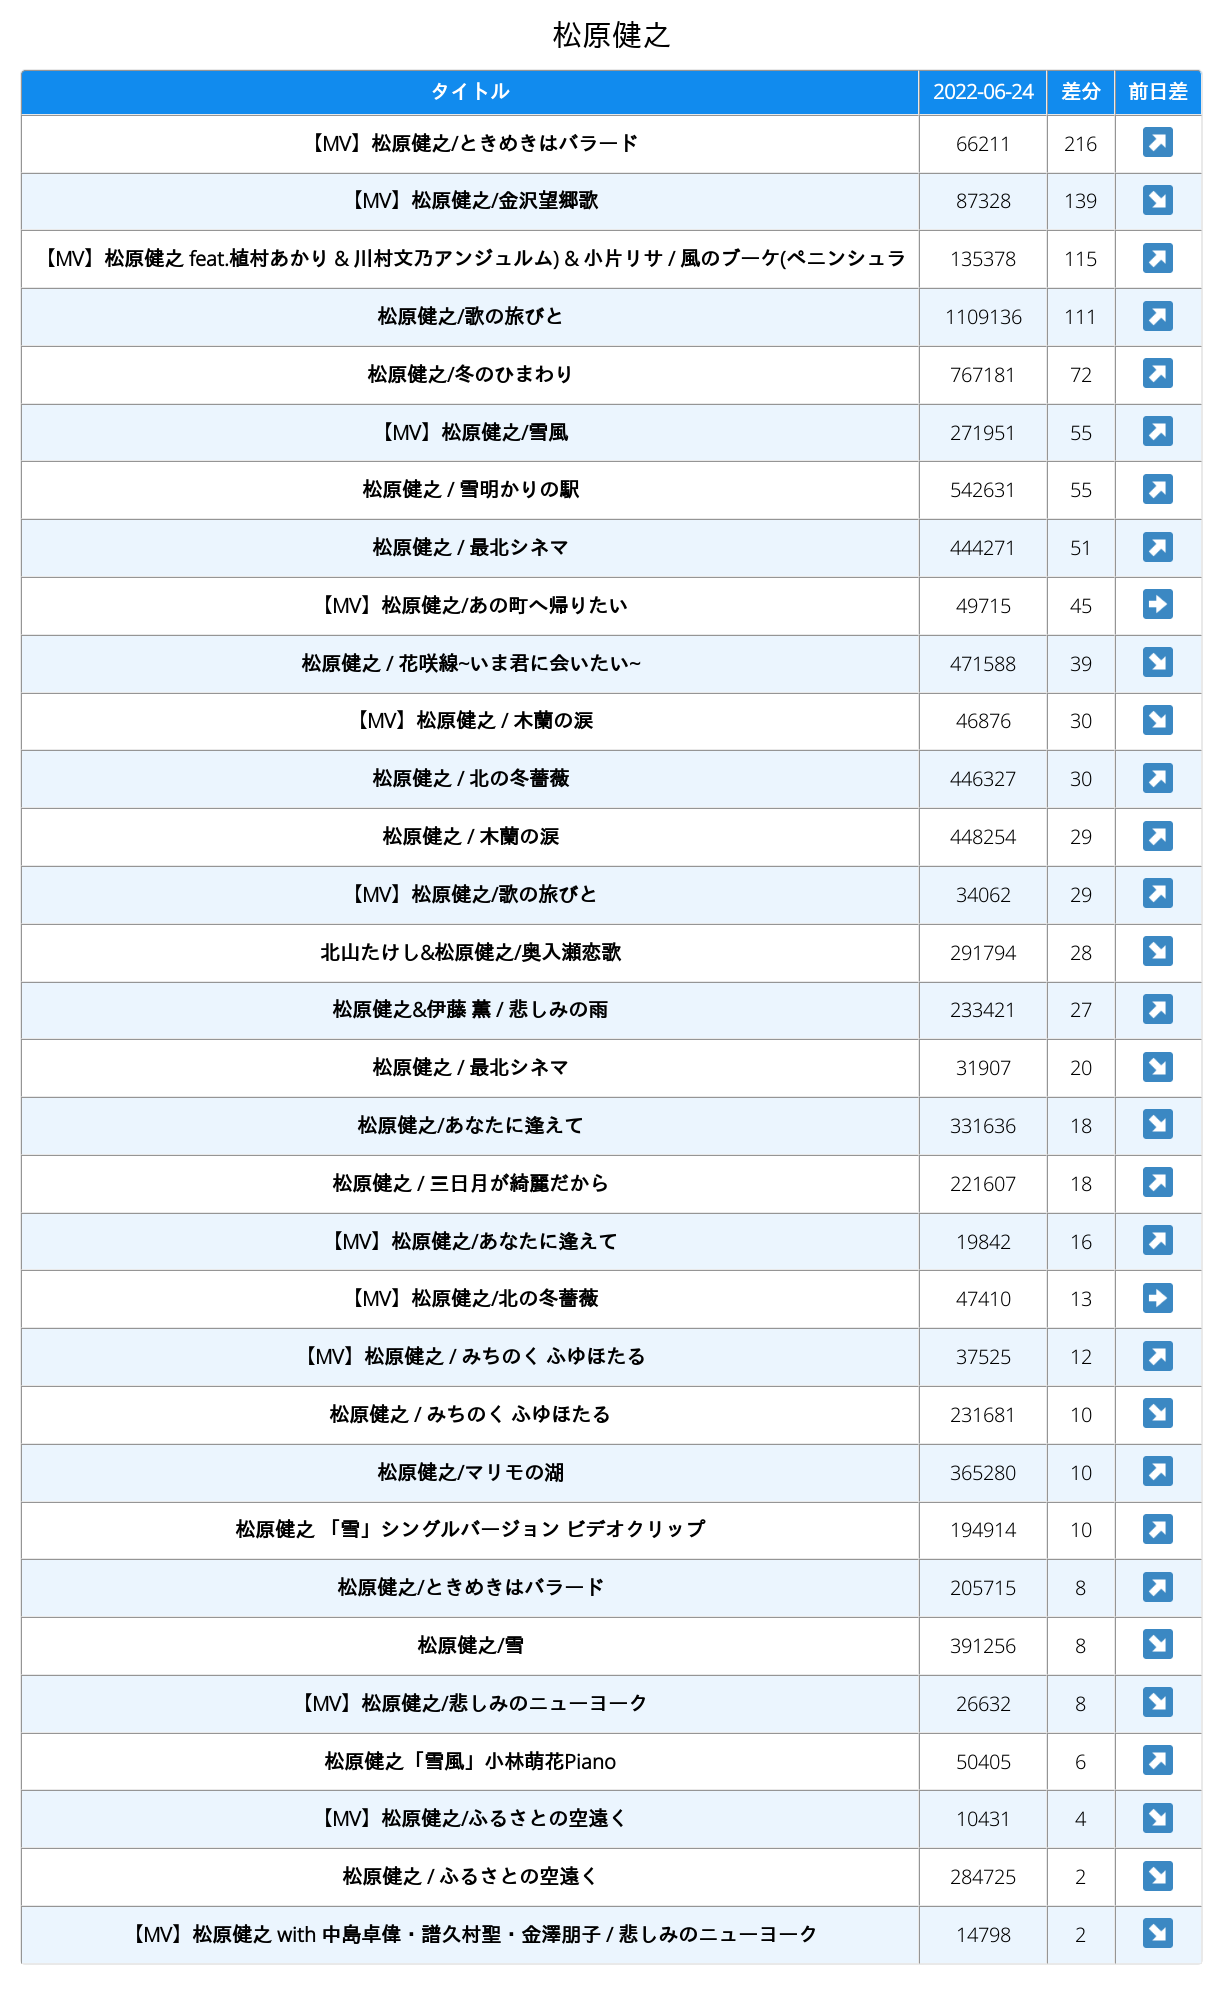 松原健之
タイトル 2022-06-24 差分 前日差
【MV】松原健之/ときめきはバラード 66211 216
【MV】松原健之/金沢望郷歌 87328 139
【MV】松原健之 feat.植村あかり & 川村文乃アンジュルム) & 小片リサ / 風のブーケ(ペニンシュラ 135378 115
松原健之/歌の旅びと 1109136 111
松原健之/冬のひまわり 767181 72
【MV】松原健之/雪風 271951 55
松原健之 / 雪明かりの駅 542631 55
松原健之 / 最北シネマ 444271 51
【MV】松原健之/あの町へ帰りたい 49715 45
松原健之 / 花咲線~いま君に会いたい~ 471588 39
【MV】松原健之 / 木蘭の涙 46876 30
松原健之 / 北の冬薔薇 446327 30
松原健之 / 木蘭の涙 448254 29
【MV】松原健之/歌の旅びと 34062 29
北山たけし&松原健之/奥入瀬恋歌 291794 28
松原健之&伊藤 薫 / 悲しみの雨 233421 27
松原健之 / 最北シネマ 31907 20
松原健之/あなたに逢えて 331636 18
松原健之 / 三日月が綺麗だから 221607 18
【MV】松原健之/あなたに逢えて 19842 16
【MV】松原健之/北の冬薔薇 47410 13
【MV】松原健之 / みちのく ふゆほたる 37525 12
松原健之 / みちのく ふゆほたる 231681 10
松原健之/マリモの湖 365280 10
松原健之 「雪」シングルバージョン ビデオクリップ 194914 10
松原健之/ときめきはバラード 205715 8
松原健之/雪 391256 8
【MV】松原健之/悲しみのニューヨーク 26632 8
松原健之「雪風」小林萌花Piano 50405 6
【MV】松原健之/ふるさとの空遠く 10431 4
松原健之 / ふるさとの空遠く 284725 2
【MV】松原健之 with 中島卓偉・譜久村聖・金澤朋子 / 悲しみのニューヨーク 14798 2